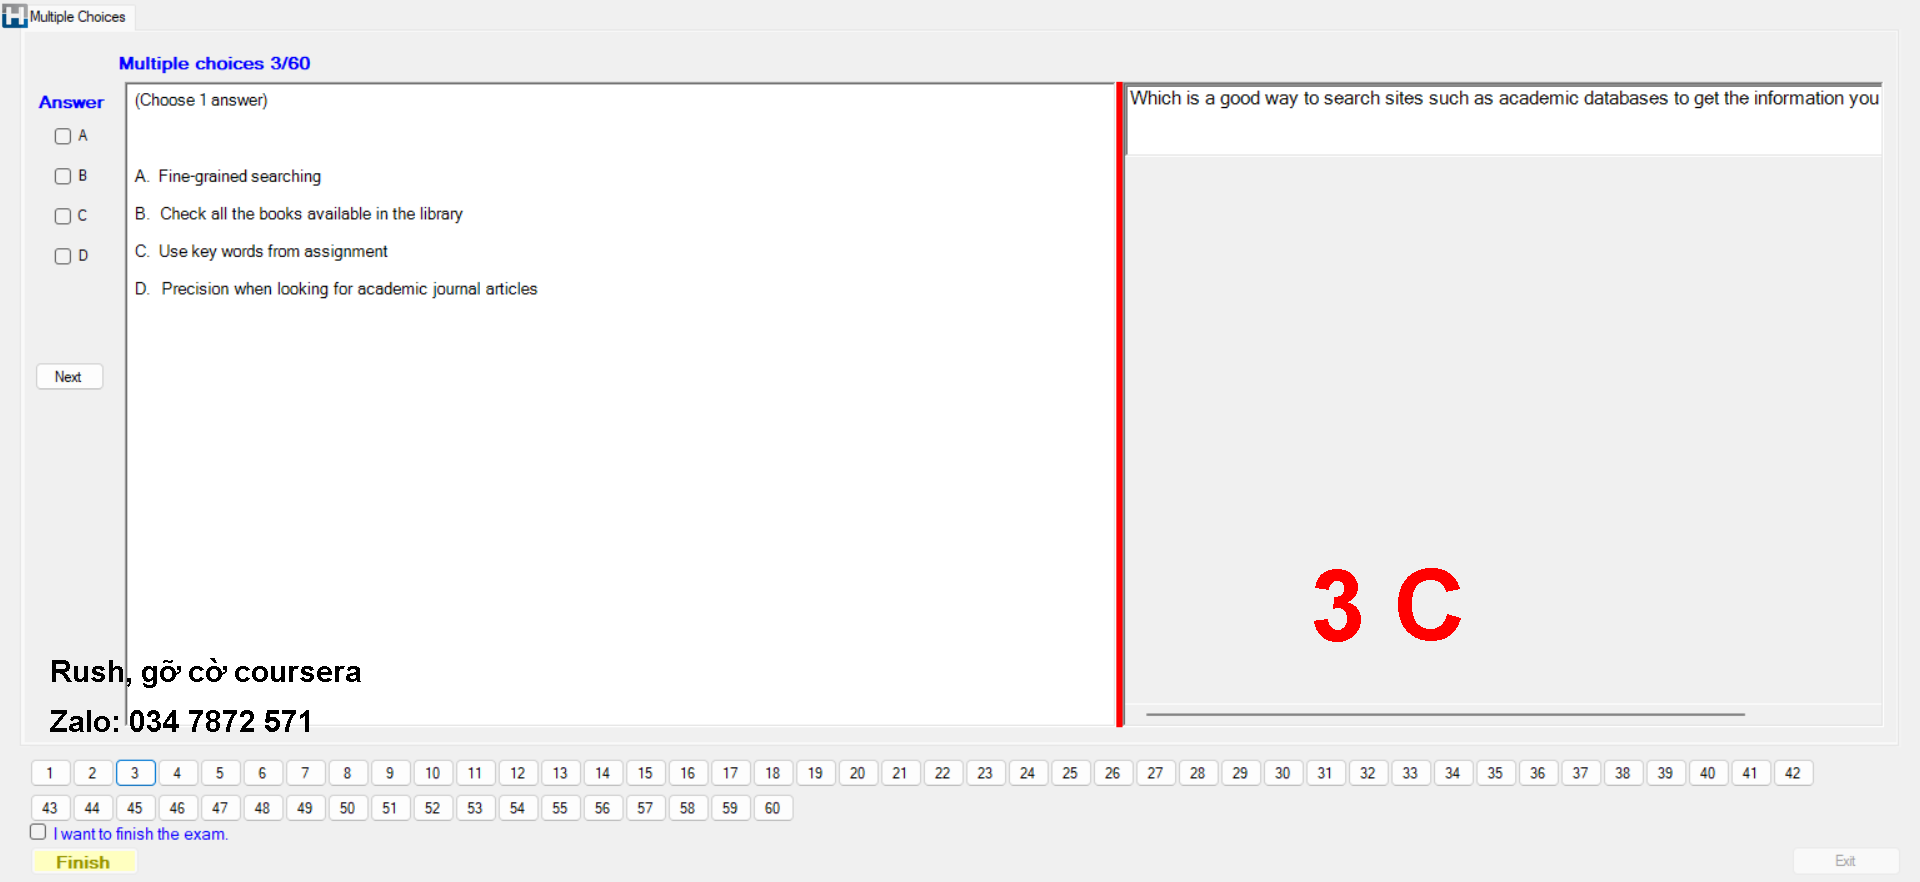 Multiple Choices
Multiple choices 3/60
Answer
A
B
C
D
Next
(Choose 1 answer)
A. Fine-grained searching
B. Check all the books available in the library
C. Use key words from assignment
D. Precision when looking for academic journal articles
Which is a good way to search sites such as academic databases to get the information you
3 C
Rush, gỡ cờ coursera
Zalo: 034 7872 571
1 2 3 4 5 6 7 8 9 10 11 12 13 14 15 16 17 18 19 20 21 22 23 24 25 26 27 28 29 30 31 32 33 34 35 36 37 38 39 40 41 42
43 44 45 46 47 48 49 50 51 52 53 54 55 56 57 58 59 60
I want to finish the exam.
Finish
Exit